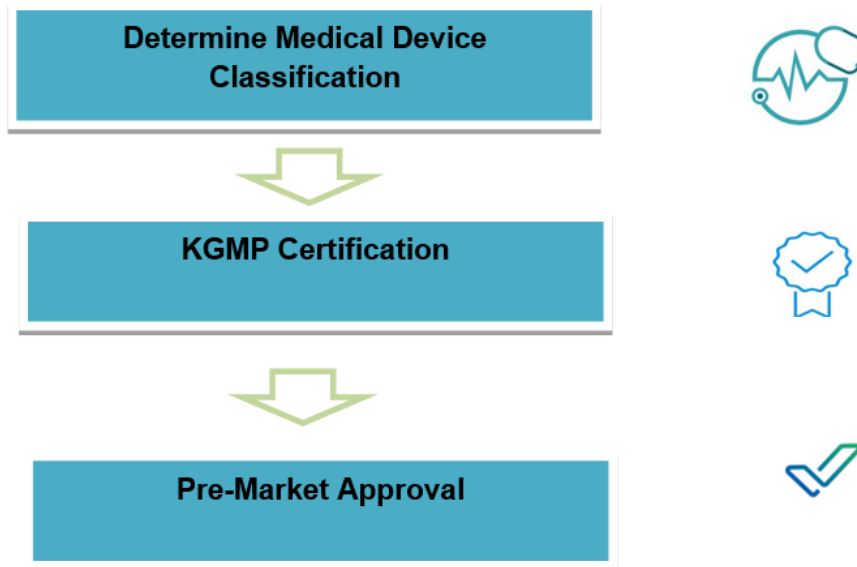 Determine Medical Device
Classification
KGMP Certification
Pre-Market Approval